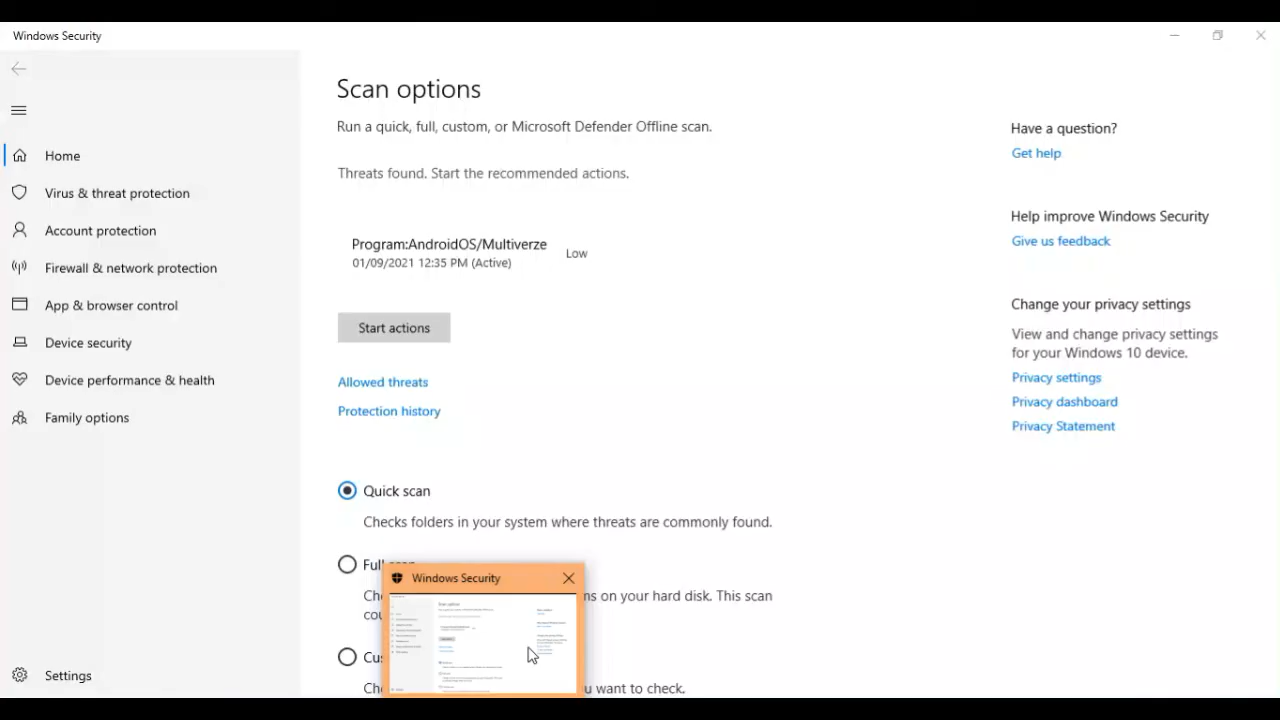 Windows Security
Home
Virus & threat protection
Account protection
Firewall & network protection
App & browser control
Device security
Device performance & health
Family options
Settings
Scan options
Run a quick, full, custom, or Microsoft Defender Offline scan.
Threats found. Start the recommended actions.
Program:AndroidOS/Multiverze
01/09/2021 12:35 PM (Active)
Low
Start actions
Allowed threats
Protection history
Quick scan
Checks folders in your system where threats are commonly found.
Full
ns on your hard disk. This scan
Windows Security
u want to check.
Have a question?
Get help
Help improve Windows Security
Give us feedback
Change your privacy settings
View and change privacy settings
for your Windows 10 device.
Privacy settings
Privacy dashboard
Privacy Statement